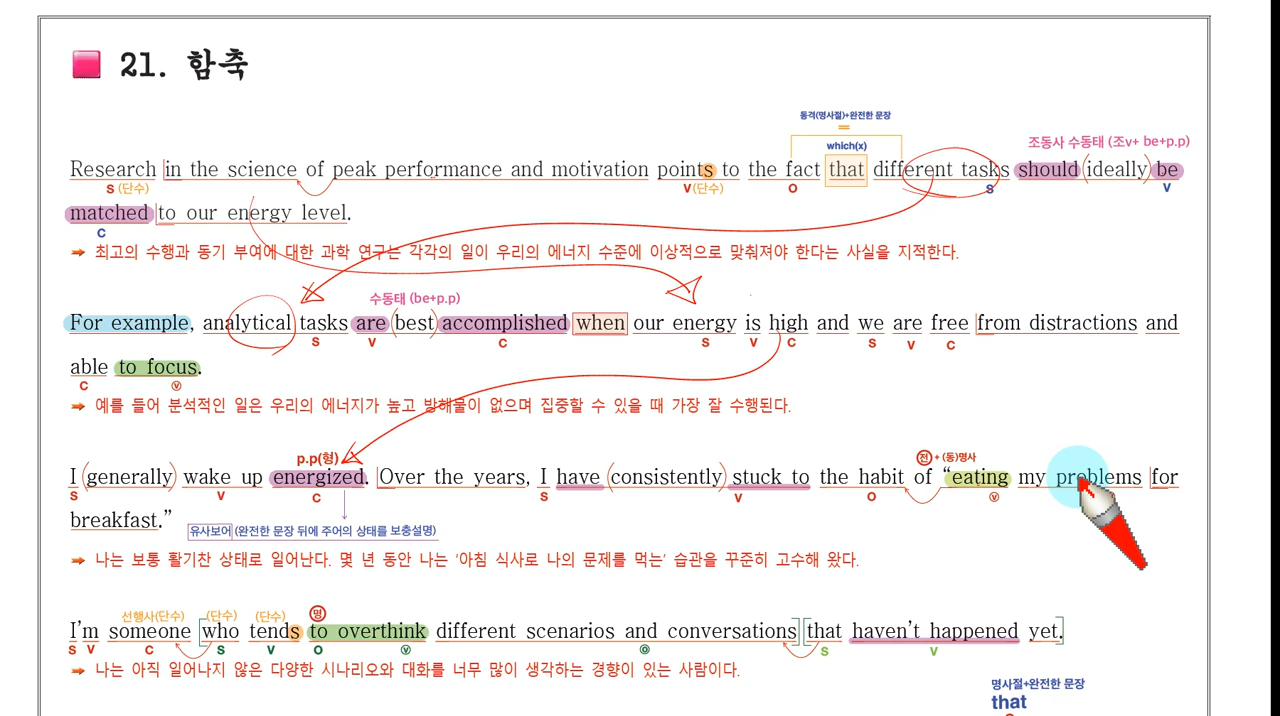 21. 함축
동격(명사절)+완전한 문장
=
조동사 수동태 (조v+ be+p.p)
which(x)
Research in the science of peak performance and motivation points to the fact that different tasks should (ideally) be
S (단수) V(단수) O S V
matched to our energy level.
C
➡ 최고의 수행과 동기 부여에 대한 과학 연구는 각각의 일이 우리의 에너지 수준에 이상적으로 맞춰져야 한다는 사실을 지적한다.
수동태 (be+p.p)
For example, analytical tasks are (best) accomplished when our energy is high and we are free from distractions and
S V C S V C S V C
able to focus.
C ⓥ
➡ 예를 들어 분석적인 일은 우리의 에너지가 높고 방해물이 없으며 집중할 수 있을 때 가장 잘 수행된다.
p.p(형) 전 + (동)명사
I (generally) wake up energized. Over the years, I have (consistently) stuck to the habit of “eating my problems for
S V C S V O ⓥ
breakfast.”
유사보어 (완전한 문장 뒤에 주어의 상태를 보충설명)
➡ 나는 보통 활기찬 상태로 일어난다. 몇 년 동안 나는 ‘아침 식사로 나의 문제를 먹는’ 습관을 꾸준히 고수해 왔다.
선행사(단수) (단수) (단수) 명
I’m someone who tends to overthink different scenarios and conversations that haven’t happened yet.
S V C S V O ⓥ ⓞ S V
➡ 나는 아직 일어나지 않은 다양한 시나리오와 대화를 너무 많이 생각하는 경향이 있는 사람이다.
명사절+완전한 문장
that